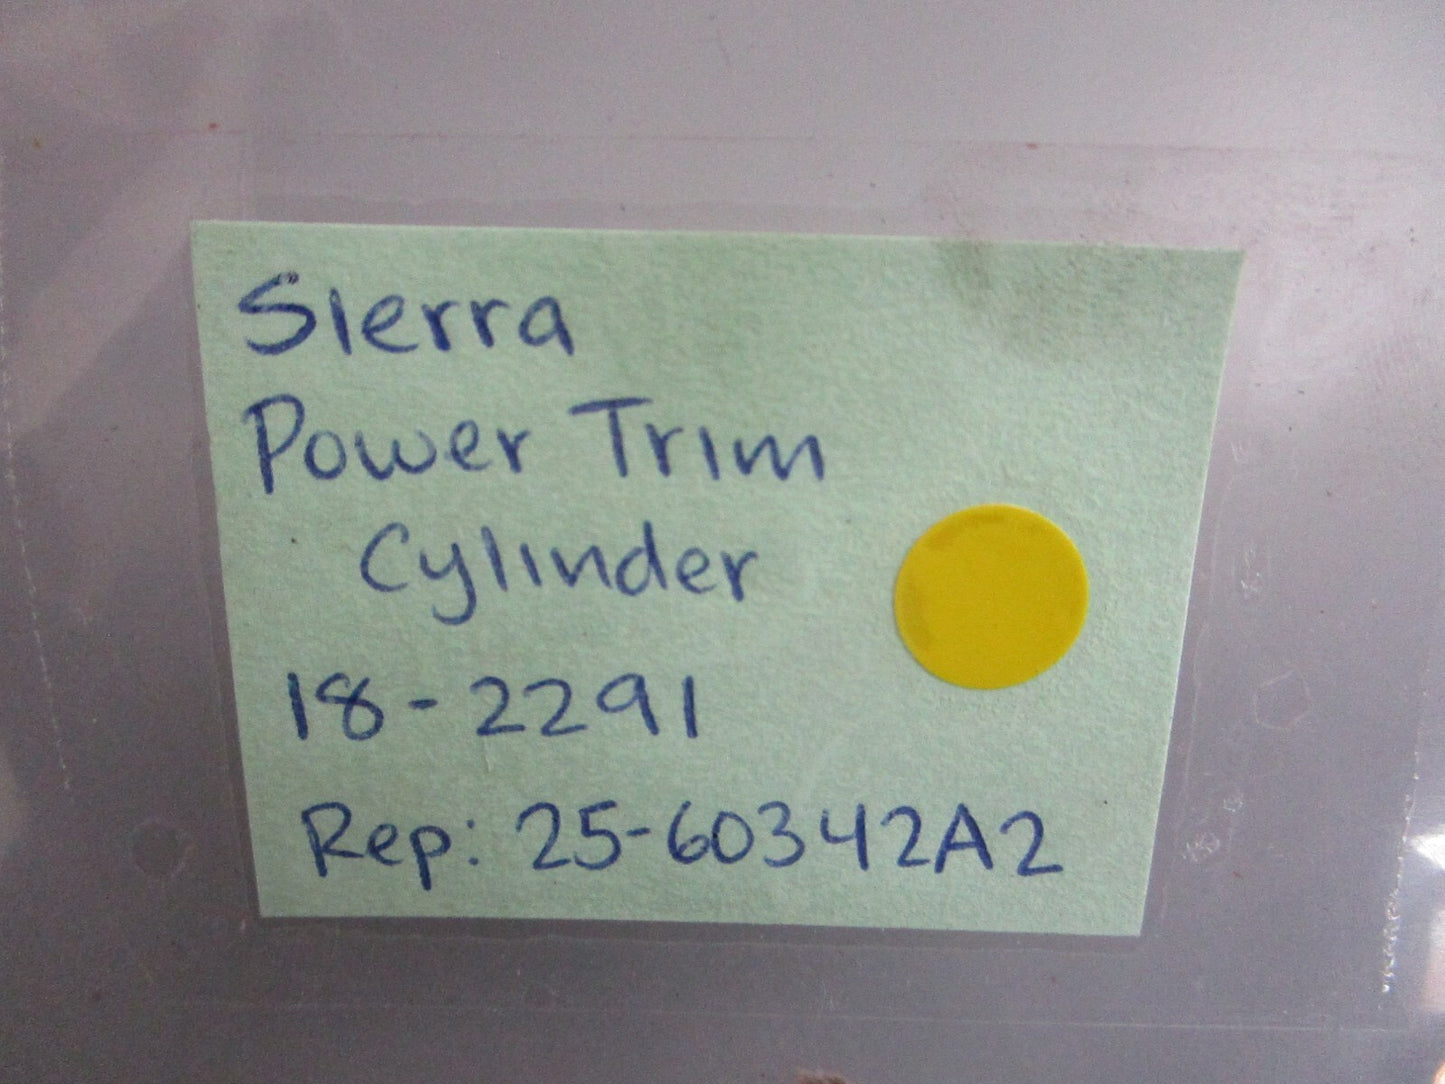 Sierra
Power Trim
Cylinder
18-2291
Rep: 25-60342A2